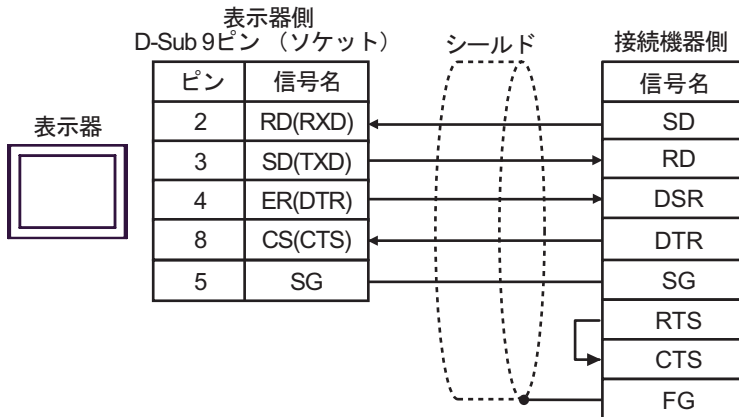 表示器側
D-Sub 9ピン （ソケット）
シールド
接続機器側
表示器
ピン 信号名
2 RD(RXD)
3 SD(TXD)
4 ER(DTR)
8 CS(CTS)
5 SG
信号名
SD
RD
DSR
DTR
SG
RTS
CTS
FG